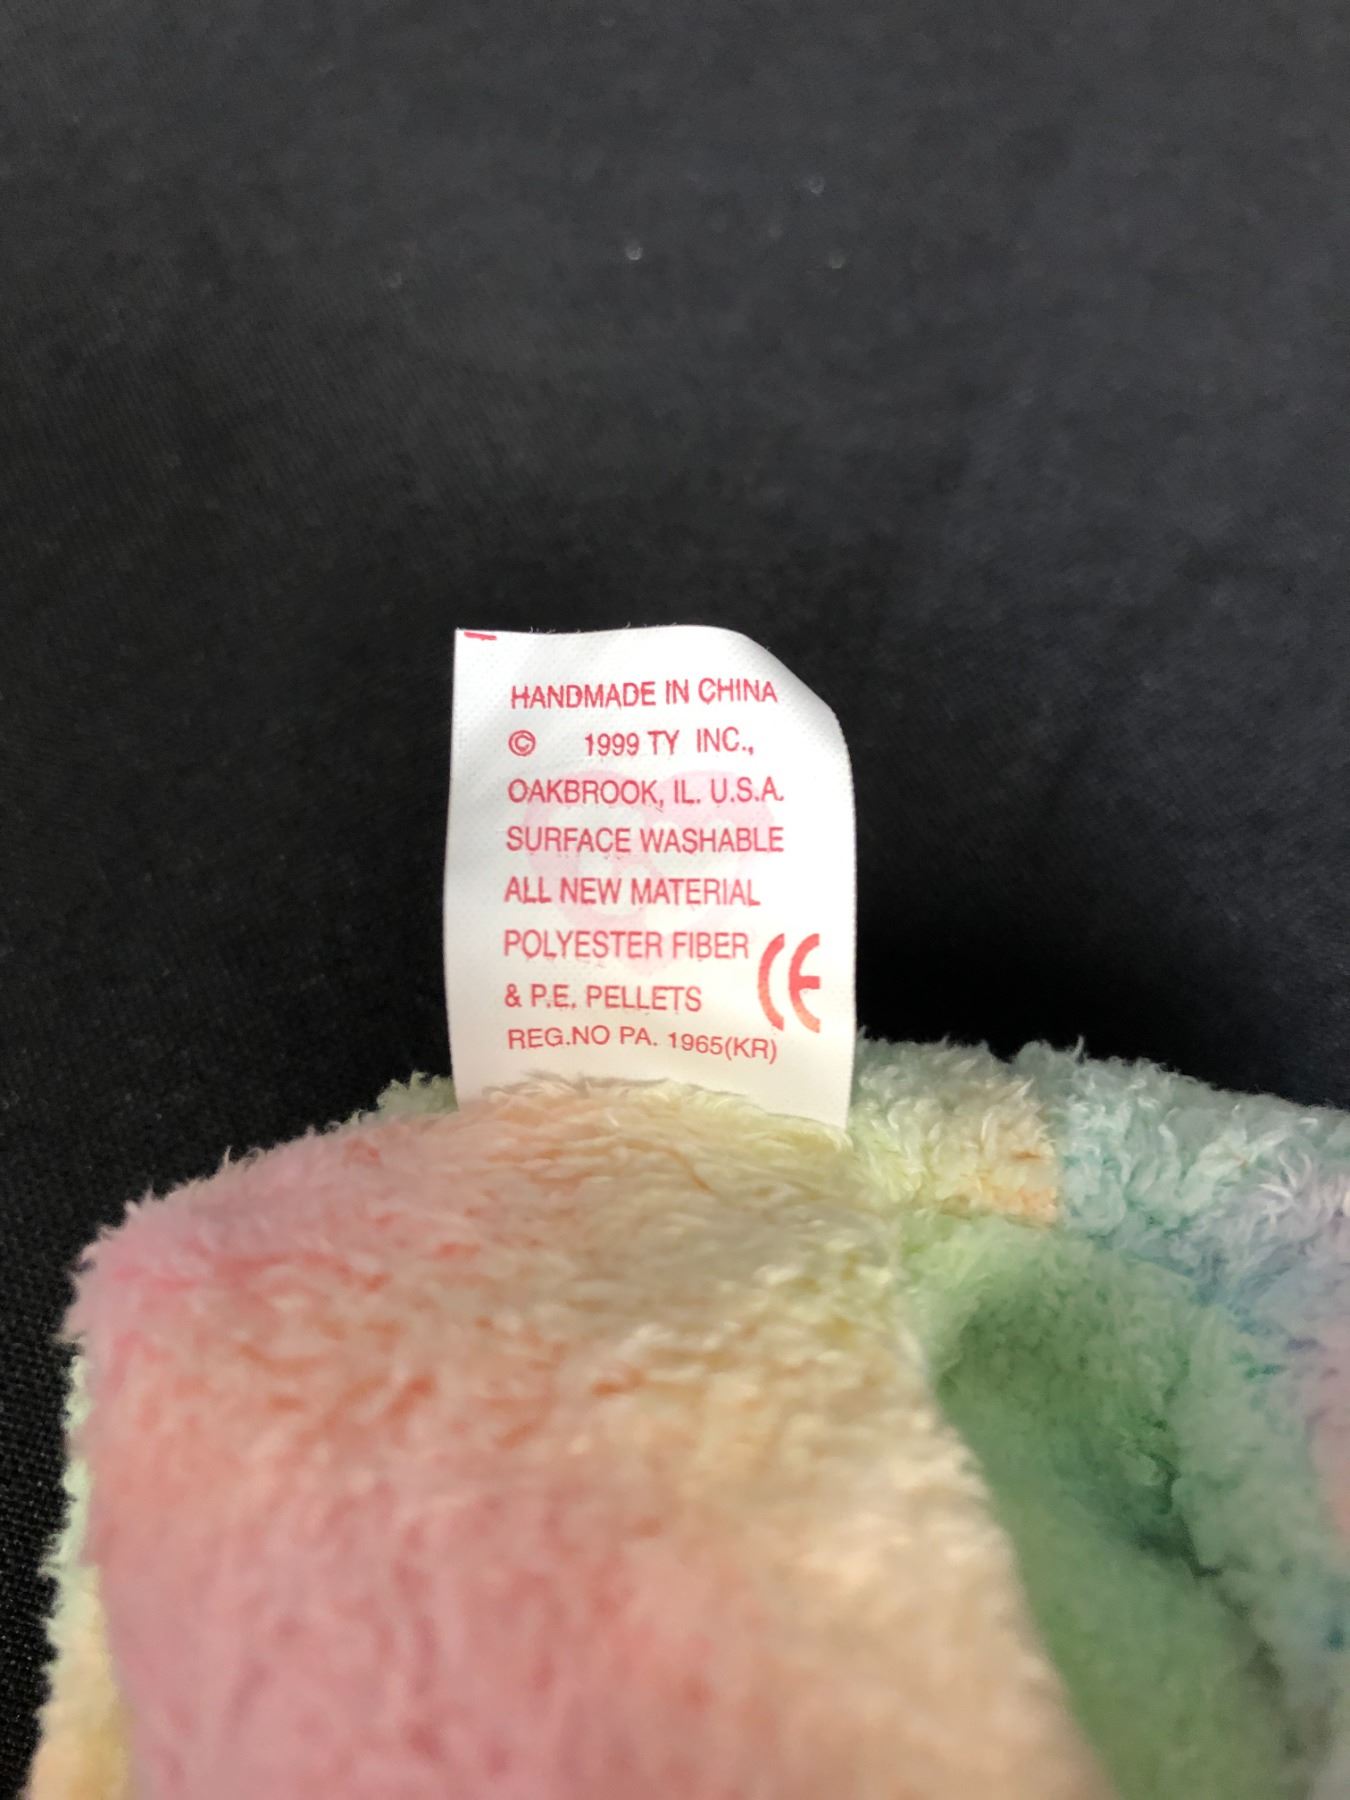 HANDMADE IN CHINA
© 1999 TY INC.,
OAKBROOK, IL. U.S.A.
SURFACE WASHABLE
ALL NEW MATERIAL
POLYESTER FIBER
& P.E. PELLETS
CE
REG.NO PA. 1965(KR)